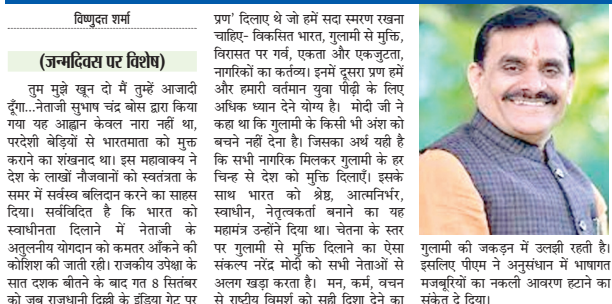 विष्णुदत्त शर्मा
(जन्मदिवस पर विशेष)
तुम मुझे खून दो मैं तुम्हें आजादी
दूँगा...नेताजी सुभाष चंद्र बोस द्वारा किया
गया यह आह्वान केवल नारा नहीं था,
परदेशी बेड़ियों से भारतमाता को मुक्त
कराने का शंखनाद था। इस महावाक्य ने
देश के लाखों नौजवानों को स्वतंत्रता के
समर में सर्वस्व बलिदान करने का साहस
दिया। सर्वविदित है कि भारत को
स्वाधीनता दिलाने में नेताजी के
अतुलनीय योगदान को कमतर आँकने की
कोशिश की जाती रही। राजकीय उपेक्षा के
सात दशक बीतने के बाद गत 8 सितंबर
को जब राजधानी दिल्ली के इंडिया गेट पर
प्रण’ दिलाए थे जो हमें सदा स्मरण रखना
चाहिए- विकसित भारत, गुलामी से मुक्ति,
विरासत पर गर्व, एकता और एकजुटता,
नागरिकों का कर्तव्य। इनमें दूसरा प्रण हमें
और हमारी वर्तमान युवा पीढ़ी के लिए
अधिक ध्यान देने योग्य है। मोदी जी ने
कहा था कि गुलामी के किसी भी अंश को
बचने नहीं देना है। जिसका अर्थ यही है
कि सभी नागरिक मिलकर गुलामी के हर
चिन्ह से देश को मुक्ति दिलाएँ। इसके
साथ भारत को श्रेष्ठ, आत्मनिर्भर,
स्वाधीन, नेतृत्वकर्ता बनाने का यह
महामंत्र उन्होंने दिया था। चेतना के स्तर
पर गुलामी से मुक्ति दिलाने का ऐसा
संकल्प नरेंद्र मोदी को सभी नेताओं से
अलग खड़ा करता है। मन, कर्म, वचन
से राष्ट्रीय विमर्श को सही दिशा देने का
गुलामी की जकड़न में उलझी रहती है।
इसलिए पीएम ने अनुसंधान में भाषागत
मजबूरियों का नकली आवरण हटाने का
संकेत दे दिया।